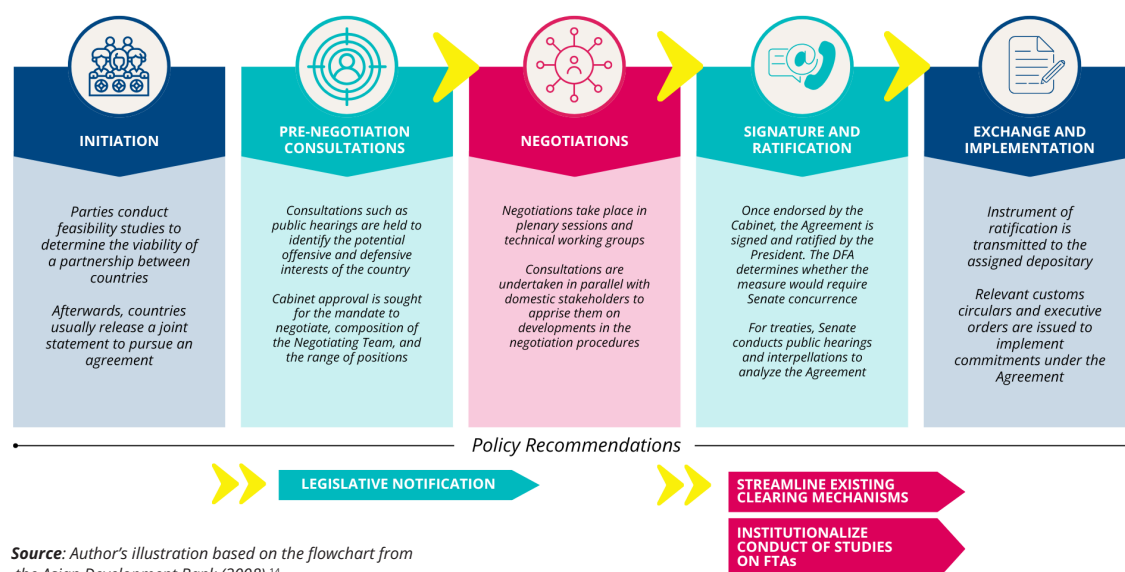 INITIATION
Parties conduct
feasibility studies to
determine the viability of
a partnership between
countries
Afterwards, countries
usually release a joint
statement to pursue an
agreement
PRE-NEGOTIATION
CONSULTATIONS
Consultations such as
public hearings are held to
identify the potential
offensive and defensive
interests of the country
Cabinet approval is sought
for the mandate to
negotiate, composition of
the Negotiating Team, and
the range of positions
NEGOTIATIONS
Negotiations take place in
plenary sessions and
technical working groups
Consultations are
undertaken in parallel with
domestic stakeholders to
apprise them on
developments in the
negotiation procedures
SIGNATURE AND
RATIFICATION
Once endorsed by the
Cabinet, the Agreement is
signed and ratified by the
President. The DFA
determines whether the
measure would require
Senate concurrence
For treaties, Senate
conducts public hearings
and interpellations to
analyze the Agreement
EXCHANGE AND
IMPLEMENTATION
Instrument of
ratification is
transmitted to the
assigned depositary
Relevant customs
circulars and executive
orders are issued to
implement
commitments under the
Agreement
Policy Recommendations
LEGISLATIVE NOTIFICATION
STREAMLINE EXISTING
CLEARING MECHANISMS
INSTITUTIONALIZE
CONDUCT OF STUDIES
ON FTAs
Source: Author's illustration based on the flowchart from
the Asian Development Bank (2008).14